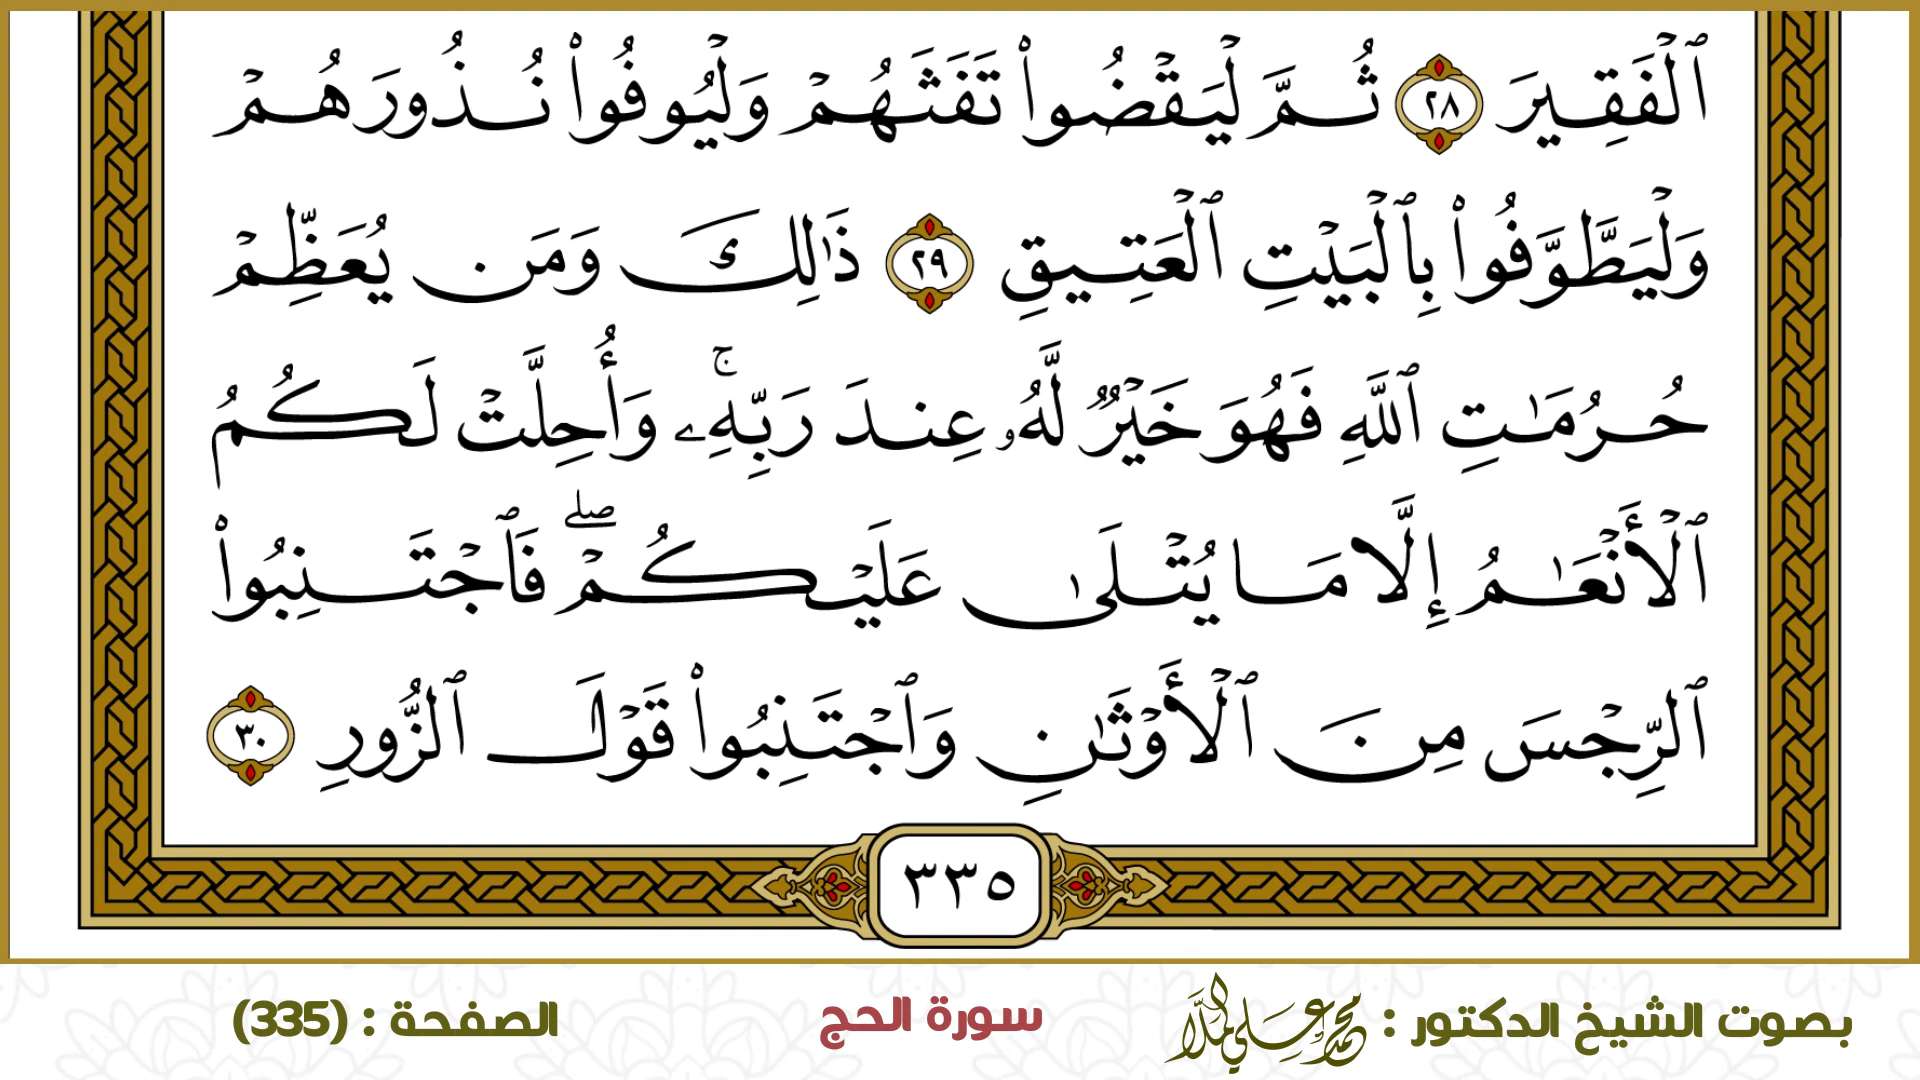 ٱلۡفَقِيرَ ٢٨ ثُمَّ لۡيَقۡضُواْ تَفَثَهُمۡ وَلۡيُوفُواْ نُذُورَهُمۡ
وَلۡيَطَّوَّفُواْ بِٱلۡبَيۡتِ ٱلۡعَتِيقِ ٢٩ ذَٰلِكَۖ وَمَن يُعَظِّمۡ
حُرُمَٰتِ ٱللَّهِ فَهُوَ خَيۡرٞ لَّهُۥ عِندَ رَبِّهِۦۚ وَأُحِلَّتۡ لَكُمُ
ٱلۡأَنۡعَٰمُ إِلَّا مَا يُتۡلَىٰ عَلَيۡكُمۡۖ فَٱجۡتَنِبُواْ
ٱلرِّجۡسَ مِنَ ٱلۡأَوۡثَٰنِ وَٱجۡتَنِبُواْ قَوۡلَ ٱلزُّورِ ٣٠
٣٣٥
بصوت الشيخ الدكتور : محمد علي الملا
سورة الحج
الصفحة : (335)